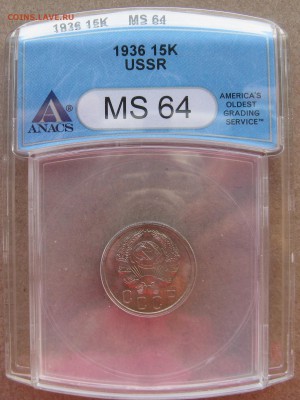 COINS.LAVE.RU
1936 15K MS 64
1936 15K
USSR
ANACS
MS 64
AMERICA'S
OLDEST
GRADING
SERVICE™
СССР